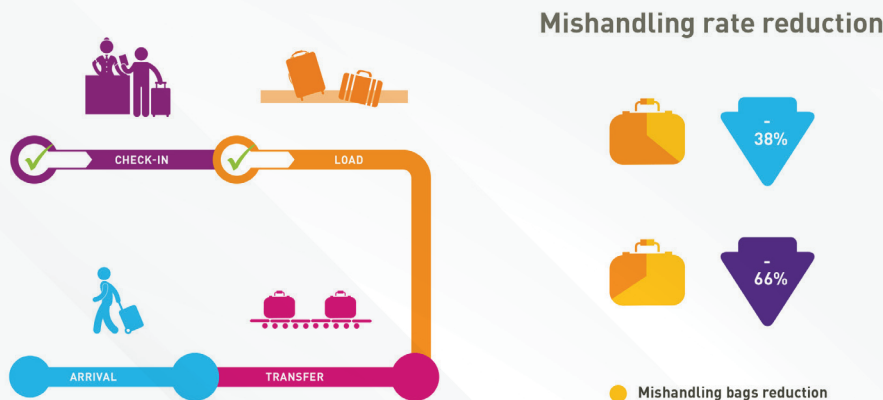 Mishandling rate reduction
CHECK-IN
LOAD
-
38%
-
66%
ARRIVAL
TRANSFER
Mishandling bags reduction